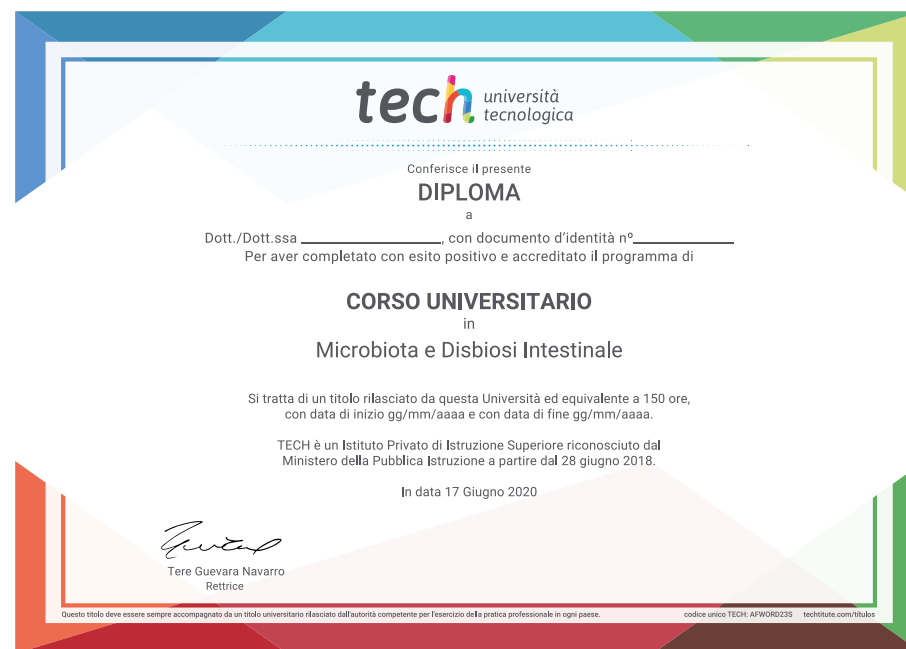 tech università
tecnologica
Conferisce il presente
DIPLOMA
a
Dott./Dott.ssa ____________________, con documento d'identità nº______________
Per aver completato con esito positivo e accreditato il programma di
CORSO UNIVERSITARIO
in
Microbiota e Disbiosi Intestinale
Si tratta di un titolo rilasciato da questa Università ed equivalente a 150 ore,
con data di inizio gg/mm/aaaa e con data di fine gg/mm/aaaa.
TECH è un Istituto Privato di Istruzione Superiore riconosciuto dal
Ministero della Pubblica Istruzione a partire dal 28 giugno 2018.
In data 17 Giugno 2020
Tere Guevara Navarro
Rettrice
Questo titolo deve essere sempre accompagnato da un titolo universitario rilasciato dall'autorità competente per l'esercizio della pratica professionale in ogni paese. codice unico TECH: AFWORD23S techtitute.com/títulos